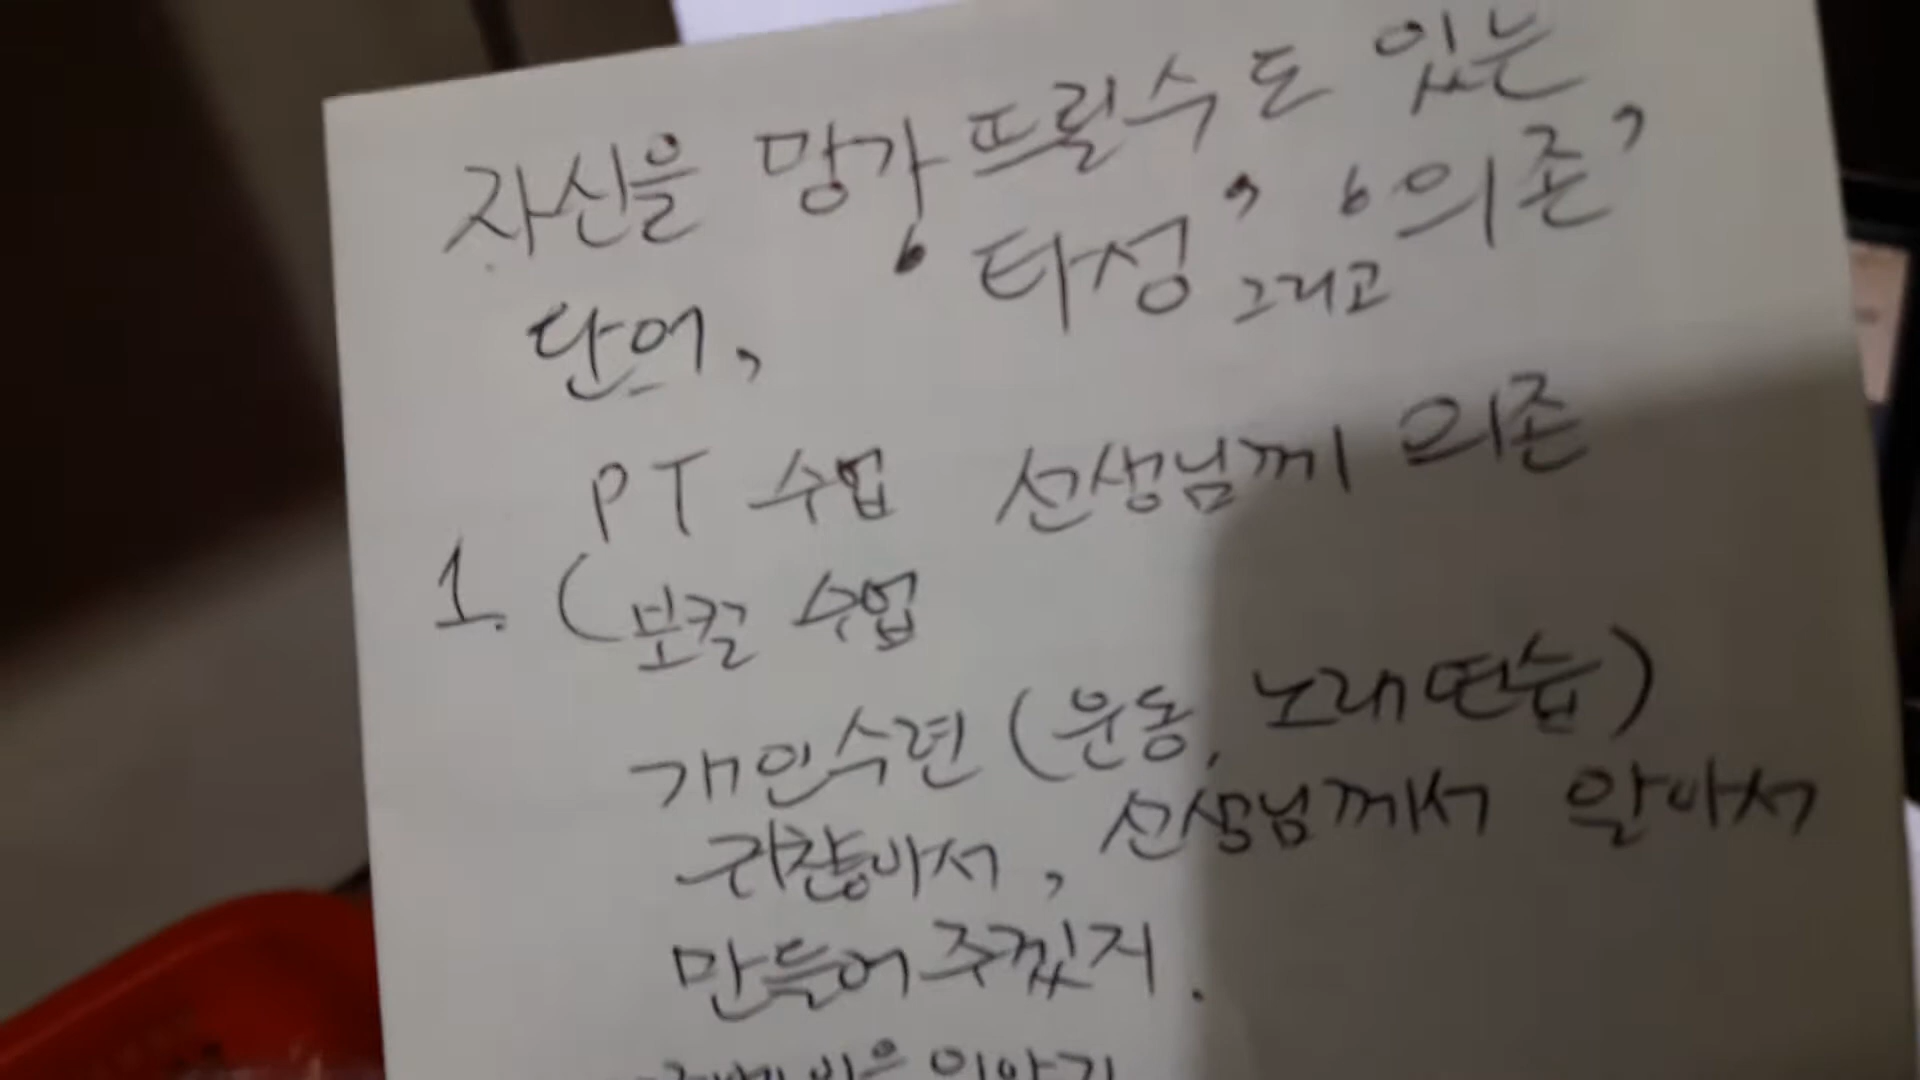 자신을 망가뜨릴수도 있는
단어, '타성', 그리고 '의존'
PT 수업 선생님께 의존
1. (보컬 수업
개인수련 (운동, 노래연습)
귀찮아서, 선생님께서 알아서
만들어 주겠지.
이야기